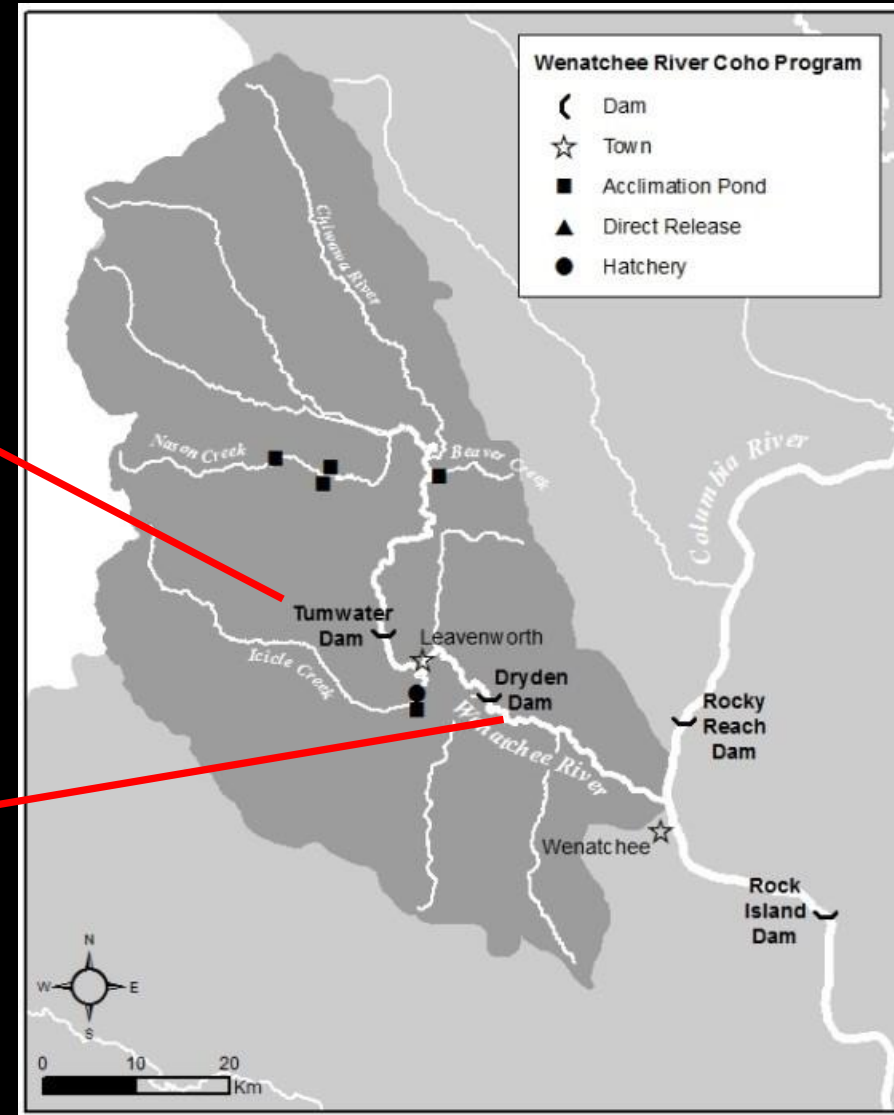 Wenatchee River Coho Program
Dam
Town
Acclimation Pond
Direct Release
Hatchery
Chiwawa River
Nason Creek
Beaver Creek
Columbia River
Tumwater
Dam
Leavenworth
Icicle Creek
Dryden
Dam
Wenatchee River
Rocky
Reach
Dam
Wenatchee
Rock
Island
Dam
N
W
E
S
0 10 20
Km